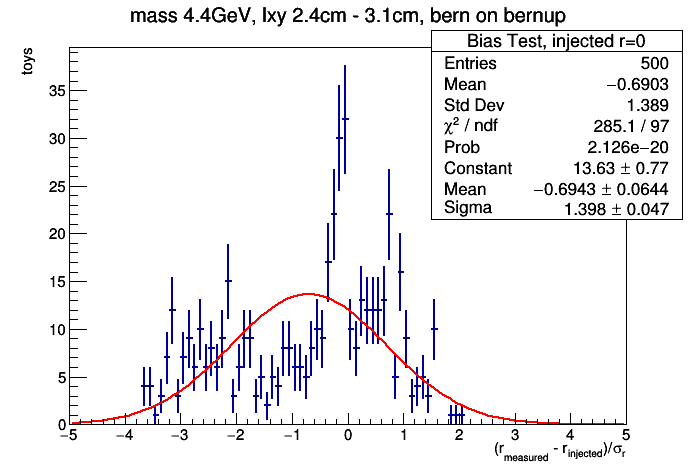 mass 4.4GeV, lxy 2.4cm - 3.1cm, bern on bernup
toys
Bias Test, injected r=0
Entries 500
Mean −0.6903
Std Dev 1.389
χ² / ndf 285.1 / 97
Prob 2.126e−20
Constant 13.63 ± 0.77
Mean −0.6943 ± 0.0644
Sigma 1.398 ± 0.047
35
30
25
20
15
10
5
0
−5 −4 −3 −2 −1 0 1 2 3 4 5
(r_measured - r_injected)/σ_r